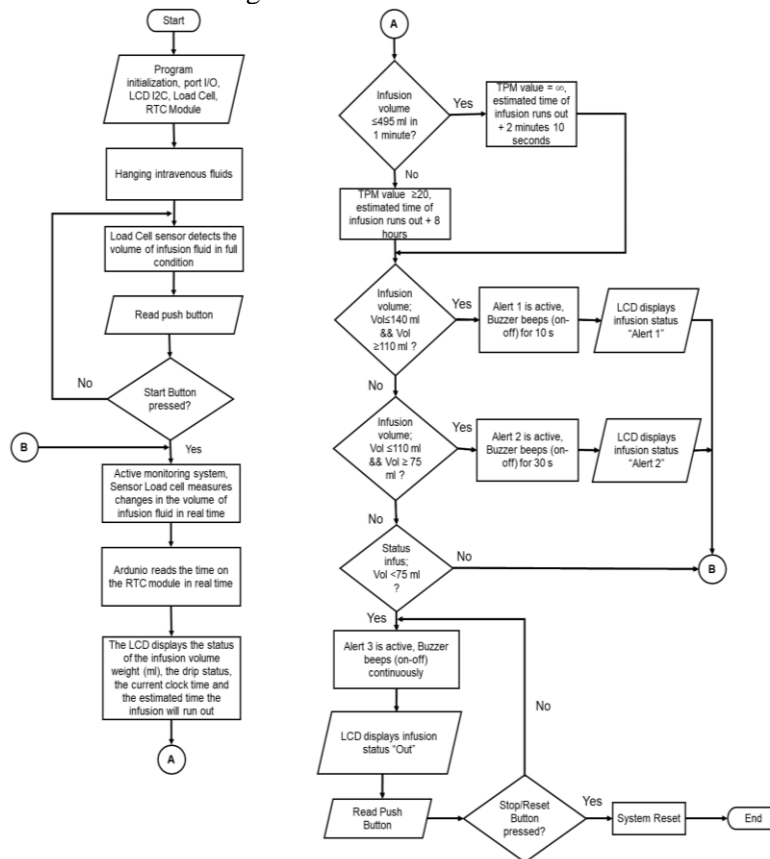 Start
Program
initialization, port I/O,
LCD I2C, Load Cell,
RTC Module
Hanging intravenous fluids
Load Cell sensor detects the
volume of infusion fluid in full
condition
Read push button
No
Start Button
pressed?
B
Yes
Active monitoring system,
Sensor Load cell measures
changes in the volume of
infusion fluid in real time
Ardunio reads the time on
the RTC module in real time
The LCD displays the status
of the infusion volume
weight (ml), the drip status,
the current clock time and
the estimated time the
infusion will run out
A
A
Infusion
volume
≤495 ml in
1 minute?
Yes
TPM value = ∞,
estimated time of
infusion runs out
+ 2 minutes 10
seconds
No
TPM value ≥20,
estimated time of
infusion runs out + 8
hours
Infusion
volume;
Vol≤140 ml
&& Vol
≥110 ml ?
Yes
Alert 1 is active,
Buzzer beeps (on-
off) for 10 s
LCD displays
infusion status
"Alert 1"
No
Infusion
volume;
Vol ≤110 ml
&& Vol ≥ 75
ml ?
Yes
Alert 2 is active,
Buzzer beeps (on-
off) for 30 s
LCD displays
infusion status
"Alert 2"
No
Status
infus;
Vol <75 ml
?
No
B
Yes
Alert 3 is active, Buzzer
beeps (on-off)
continuously
No
LCD displays infusion
status "Out"
Read Push
Button
Stop/Reset
Button
pressed?
Yes
System Reset
End